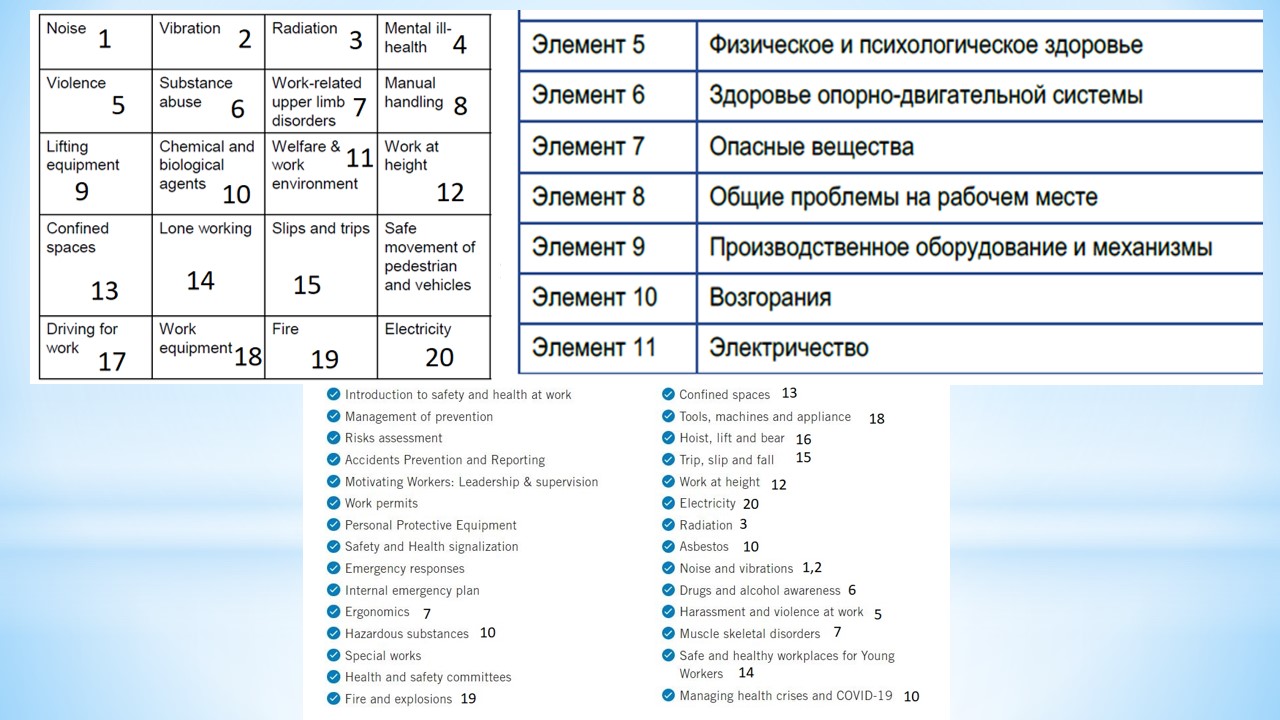 Noise 1
Vibration 2
Radiation 3
Mental ill-
health 4
Violence
5
Substance
abuse 6
Work-related
upper limb 7
disorders
Manual
handling 8
Lifting
equipment
9
Chemical and
biological
agents 10
Welfare &
work 11
environment
Work at
height
12
Confined
spaces
13
Lone working
14
Slips and trips
15
Safe
movement of
pedestrian
and vehicles
Driving for
work 17
Work
equipment 18
Fire
19
Electricity
20
Элемент 5 Физическое и психологическое здоровье
Элемент 6 Здоровье опорно-двигательной системы
Элемент 7 Опасные вещества
Элемент 8 Общие проблемы на рабочем месте
Элемент 9 Производственное оборудование и механизмы
Элемент 10 Возгорания
Элемент 11 Электричество
Introduction to safety and health at work
Management of prevention
Risks assessment
Accidents Prevention and Reporting
Motivating Workers: Leadership & supervision
Work permits
Personal Protective Equipment
Safety and Health signalization
Emergency responses
Internal emergency plan
Ergonomics 7
Hazardous substances 10
Special works
Health and safety committees
Fire and explosions 19
Confined spaces 13
Tools, machines and appliance 18
Hoist, lift and bear 16
Trip, slip and fall 15
Work at height 12
Electricity 20
Radiation 3
Asbestos 10
Noise and vibrations 1,2
Drugs and alcohol awareness 6
Harassment and violence at work 5
Muscle skeletal disorders 7
Safe and healthy workplaces for Young
Workers 14
Managing health crises and COVID-19 10